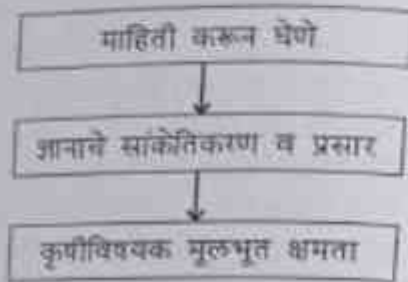 माहिती करून घेणे
ज्ञानाचे सांकेतिकरण व प्रसार
कृषीविषयक मूलभूत क्षमता